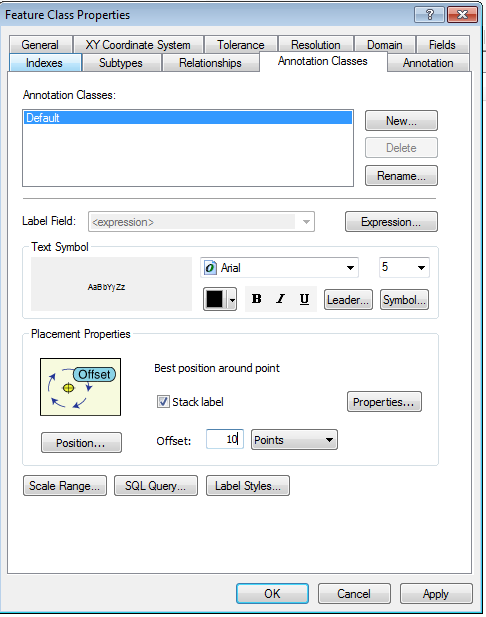 Feature Class Properties
General XY Coordinate System Tolerance Resolution Domain Fields
Indexes Subtypes Relationships Annotation Classes Annotation
Annotation Classes:
Default
New...
Delete
Rename...
Label Field: <expression> Expression...
Text Symbol
AaBbYyZz
Arial 5
B I U Leader... Symbol...
Placement Properties
Offset
Best position around point
Stack label
Properties...
Position...
Offset: 10 Points
Scale Range... SQL Query... Label Styles...
OK Cancel Apply